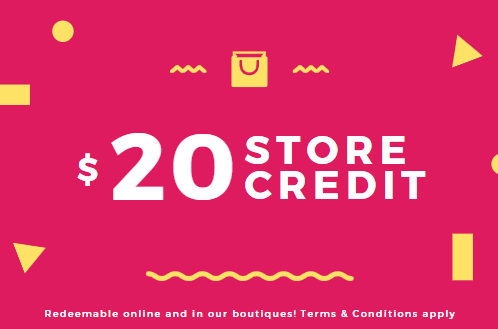 $20 STORE
CREDIT
Redeemable online and in our boutiques! Terms & Conditions apply